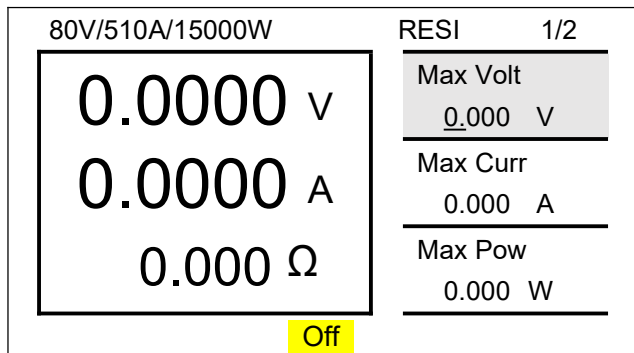 80V/510A/15000W
RESI 1/2
0.0000 V
0.0000 A
0.000 Ω
Max Volt
0.000 V
Max Curr
0.000 A
Max Pow
0.000 W
Off